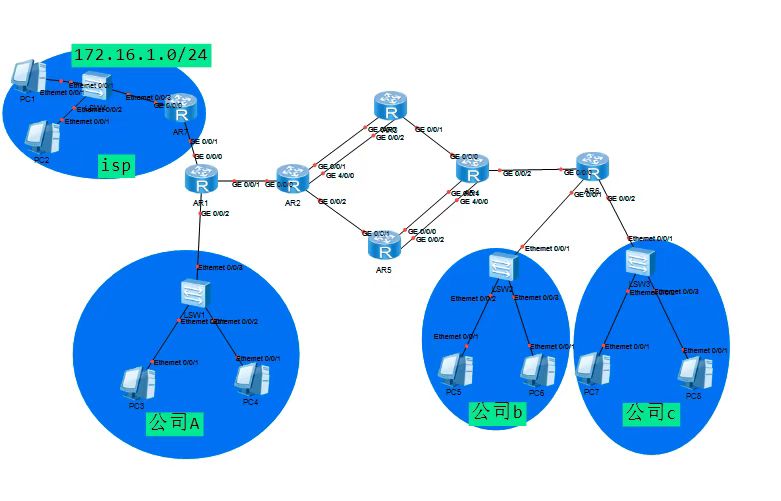 172.16.1.0/24
PC1
Ethernet 0/0/1
Ethernet 0/0/1
Ethernet 0/0/2
Ethernet 0/0/3
GE 0/0/0
Ethernet 0/0/1
PC2
AR7
isp
GE 0/0/1
GE 0/0/0
AR1
GE 0/0/1
GE 0/0/0
GE 0/0/2
AR2
GE 0/0/1
GE 4/0/0
GE 0/0/2
GE 0/0/0
GE 0/0/2
GE 0/0/1
GE 0/0/1
GE 0/0/0
GE 0/0/2
AR5
GE 0/0/0
GE 0/0/1
GE 4/0/0
GE 0/0/2
GE 0/0/0
GE 0/0/1
GE 0/0/2
Ethernet 0/0/3
LSW1
Ethernet 0/0/2
Ethernet 0/0/1
Ethernet 0/0/1
PC3
PC4
公司A
Ethernet 0/0/1
LSW2
Ethernet 0/0/2
Ethernet 0/0/3
Ethernet 0/0/1
Ethernet 0/0/1
PC5
PC6
公司b
Ethernet 0/0/1
LSW3
Ethernet 0/0/3
Ethernet 0/0/1
Ethernet 0/0/1
PC7
PC8
公司c